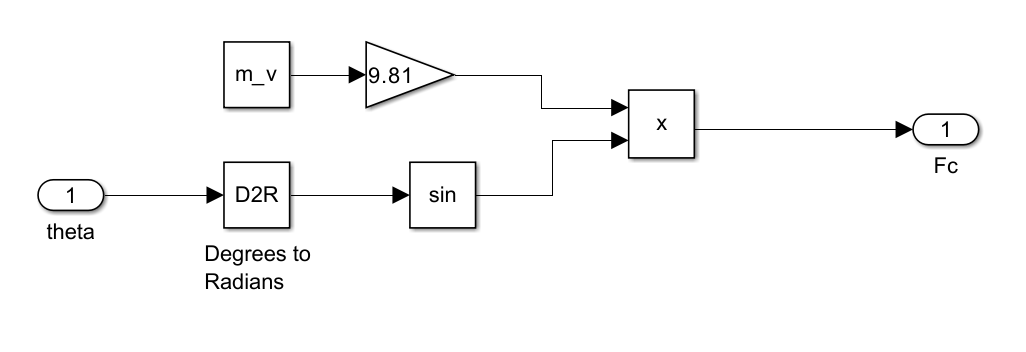 m_v
9.81
x
1
Fc
1
theta
D2R
Degrees to
Radians
sin